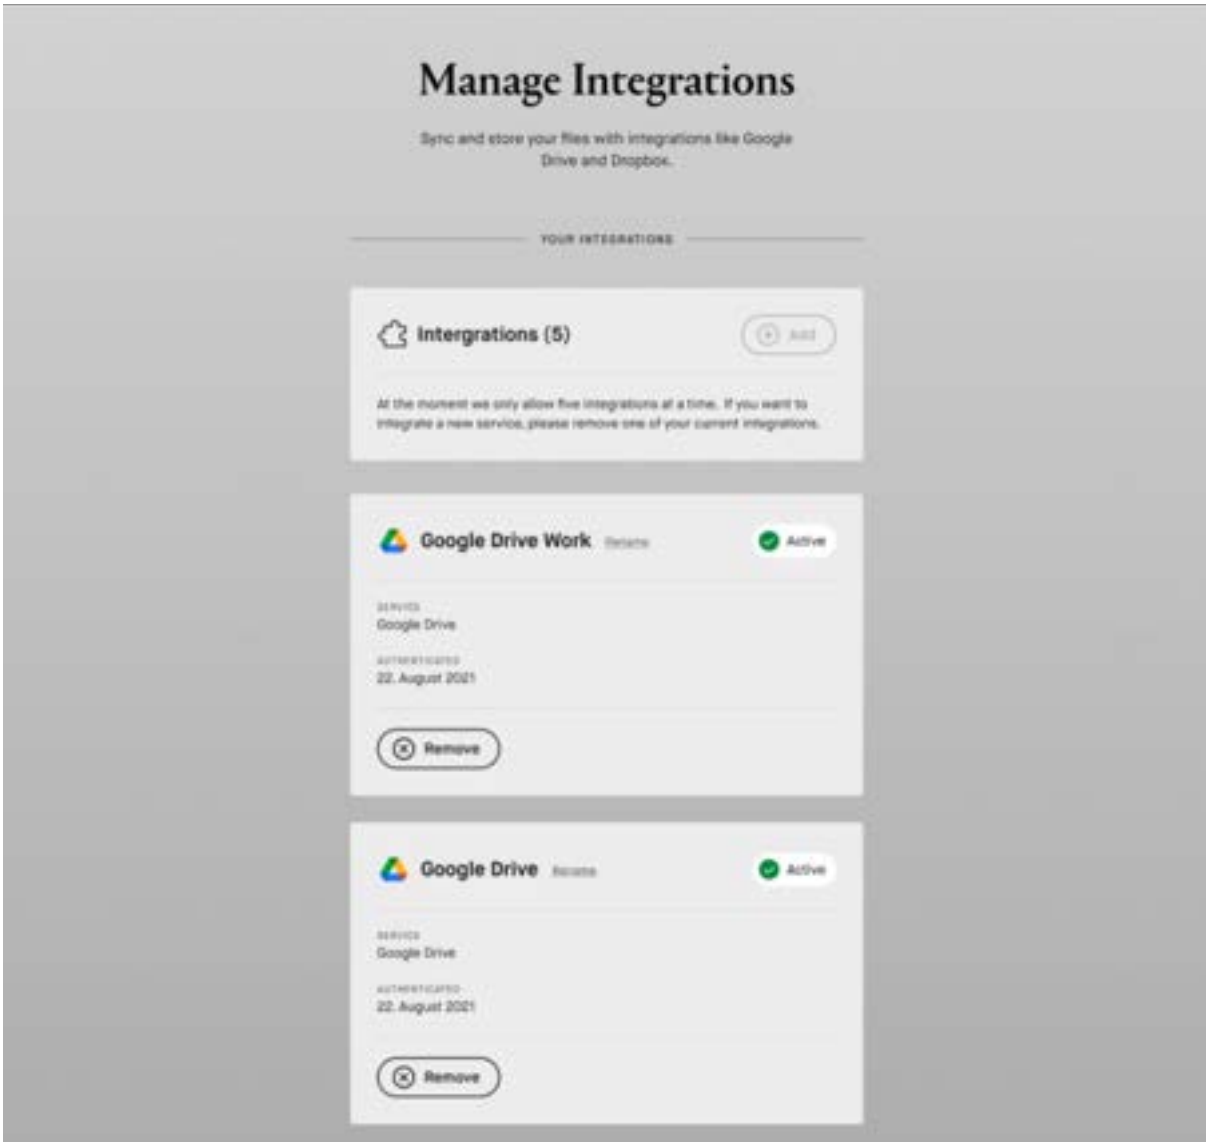 Manage Integrations
Sync and store your files with integrations like Google
Drive and Dropbox.
YOUR INTEGRATIONS
Intergrations (5)
Add
At the moment we only allow five integrations at a time. If you want to
integrate a new service, please remove one of your current integrations.
Google Drive Work Rename
Active
SERVICE
Google Drive
AUTHENTICATED
22. August 2021
Remove
Google Drive Rename
Active
SERVICE
Google Drive
AUTHENTICATED
22. August 2021
Remove